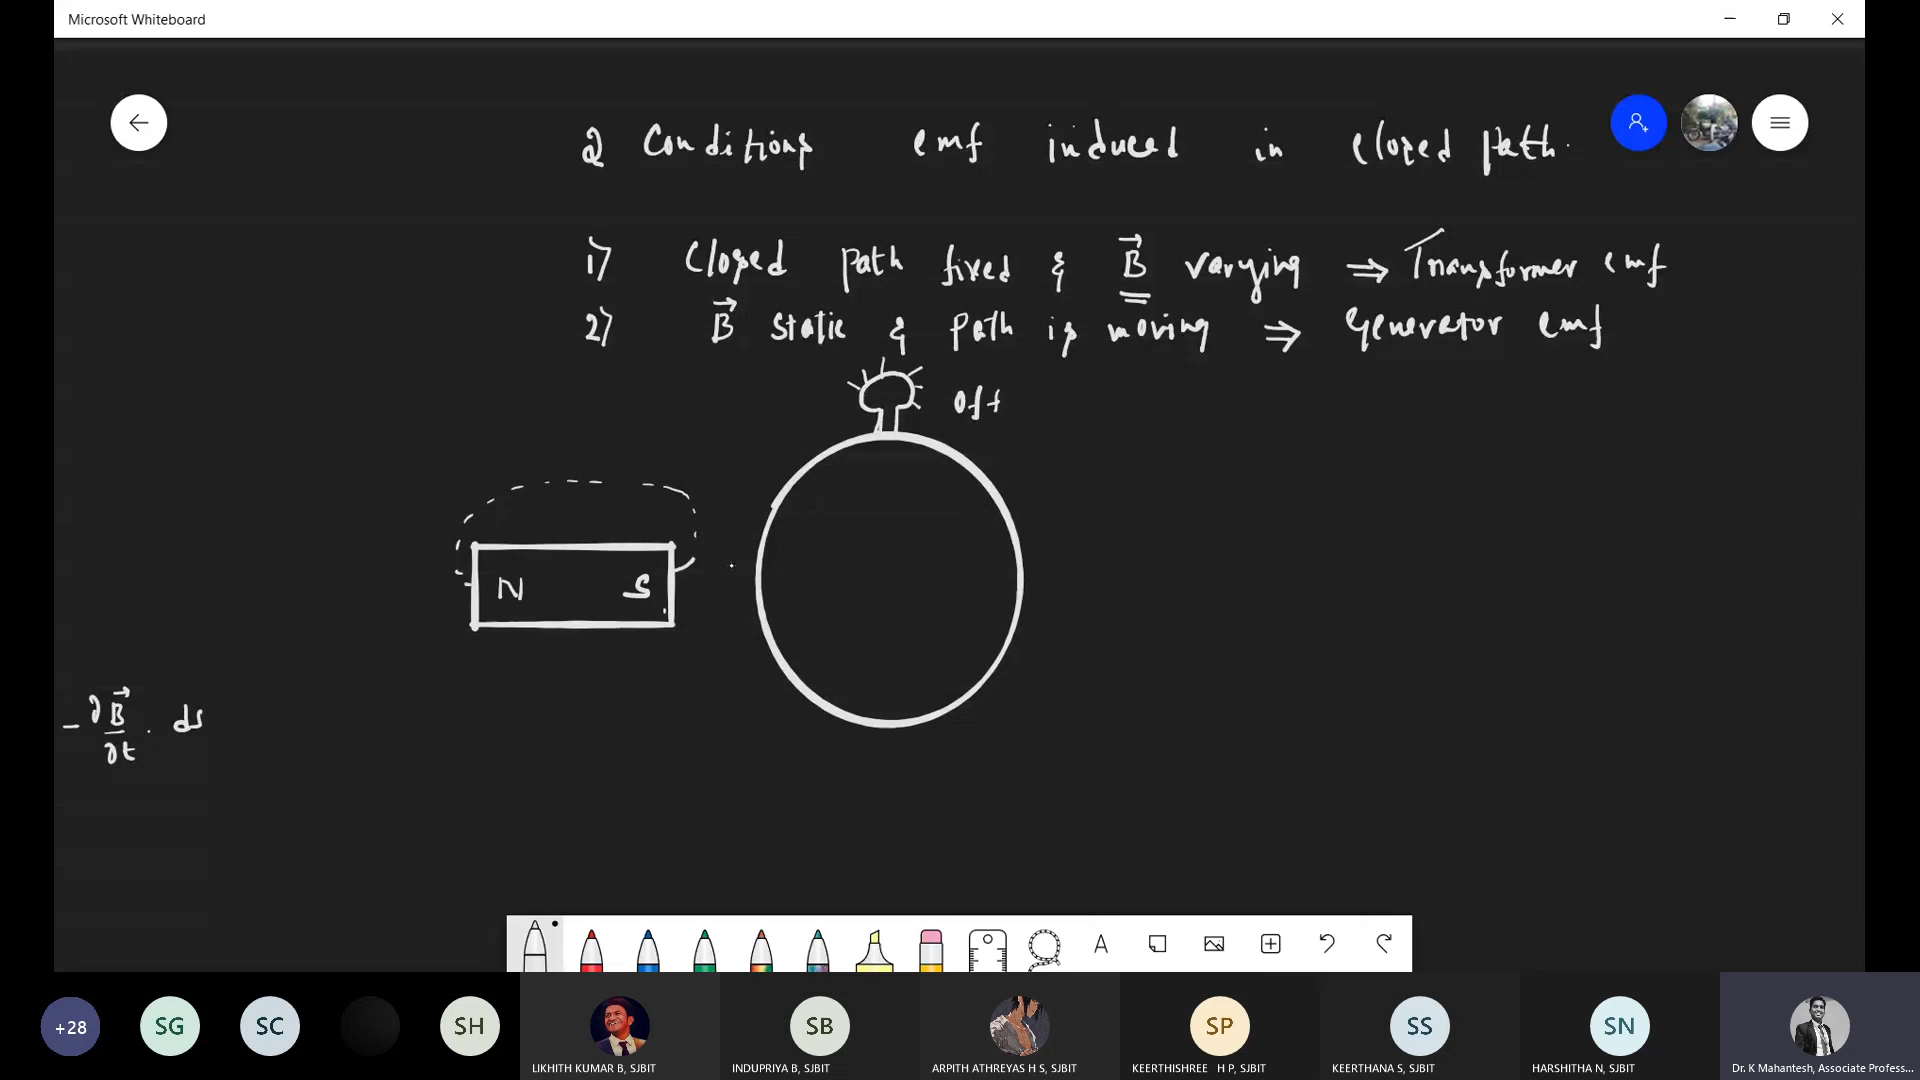 Microsoft Whiteboard
2 Conditions emf induced in closed path.
1) Closed path fixed & B⃗ varying ⇒ Transformer emf
2) B⃗ static & path is moving ⇒ Generator emf
off
N S
- ∂B⃗/∂t . ds
A
+28
SG
SC
SH
SB
SP
SS
SN
LIKHITH KUMAR B, SJBIT
INDUPRIYA B, SJBIT
ARPITH ATHREYAS H S, SJBIT
KEERTHISHREE H P, SJBIT
KEERTHANA S, SJBIT
HARSHITHA N, SJBIT
Dr. K Mahantesh, Associate Profess...